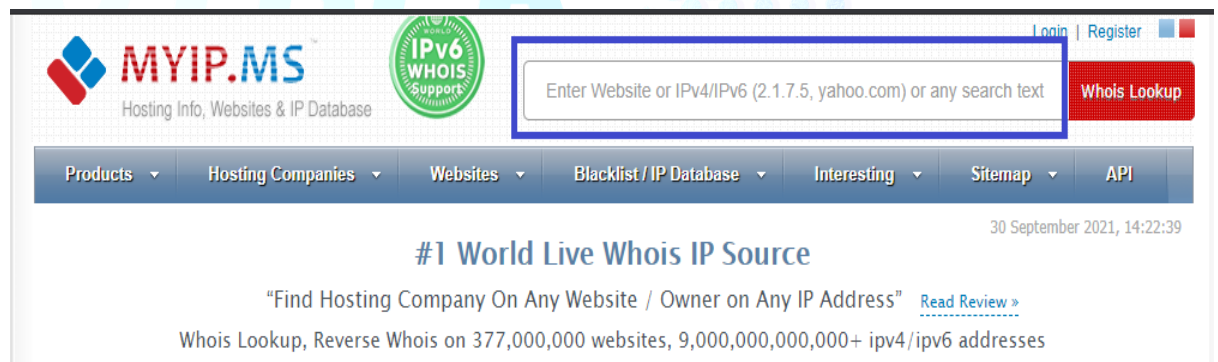 Login | Register
MYIP.MS
Hosting Info, Websites & IP Database
WORLD
IPv6
WHOIS
Support
Enter Website or IPv4/IPv6 (2.1.7.5, yahoo.com) or any search text
Whois Lookup
Products Hosting Companies Websites Blacklist / IP Database Interesting Sitemap API
30 September 2021, 14:22:39
#1 World Live Whois IP Source
“Find Hosting Company On Any Website / Owner on Any IP Address” Read Review »
Whois Lookup, Reverse Whois on 377,000,000 websites, 9,000,000,000,000+ ipv4/ipv6 addresses